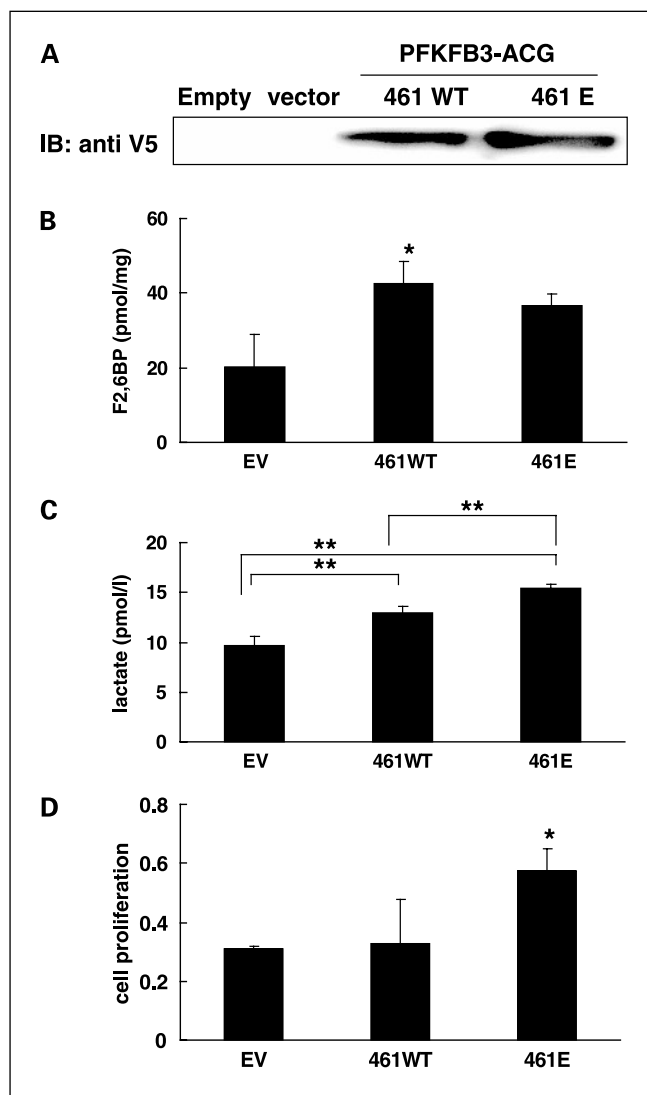 A
PFKFB3-ACG
Empty vector 461 WT 461 E
IB: anti V5
B
F2,6BP (pmol/mg)
60
40
20
0
*
EV 461WT 461E
C
lactate (pmol/l)
20
15
10
5
0
**
**
**
EV 461WT 461E
D
cell proliferation
0.8
0.6
0.4
0.2
0
*
EV 461WT 461E